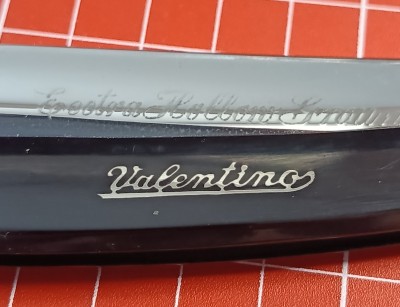 Extra Hollow Ground
Valentino